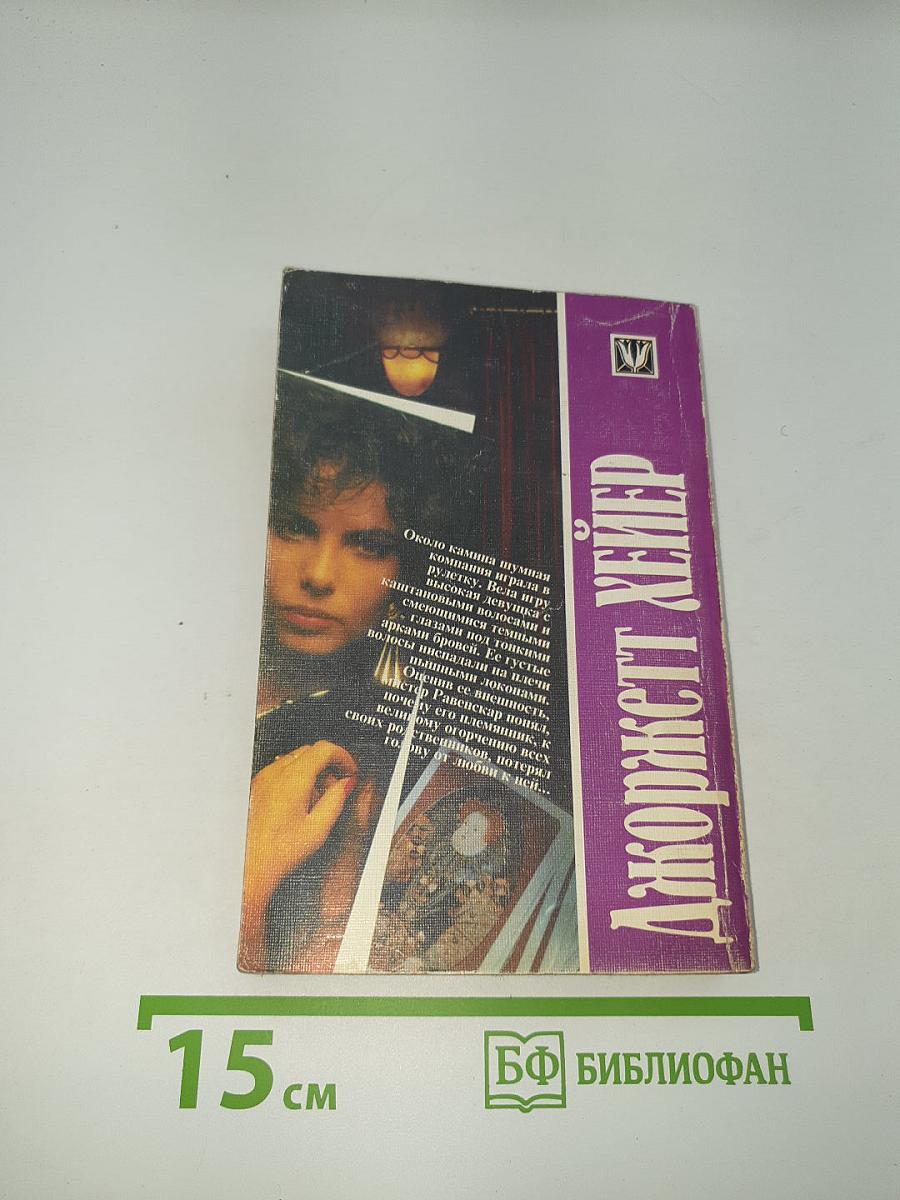 Около камина шумная
компания играла в
рулетку. Вела игру
высокая девушка с
каштановыми волосами и
смеющимися темными
глазами под тонкими
арками бровей. Ее густые
волосы ниспадали на плечи
пышными локонами.
Оценив ее внешность,
мистер Равенскар понял,
почему его племянник, к
великому огорчению всех
своих родственников, потерял
голову от любви к ней...
ДЖОРЖЕТТ ХЕЙЕР
15 см
БФ БИБЛИОФАН